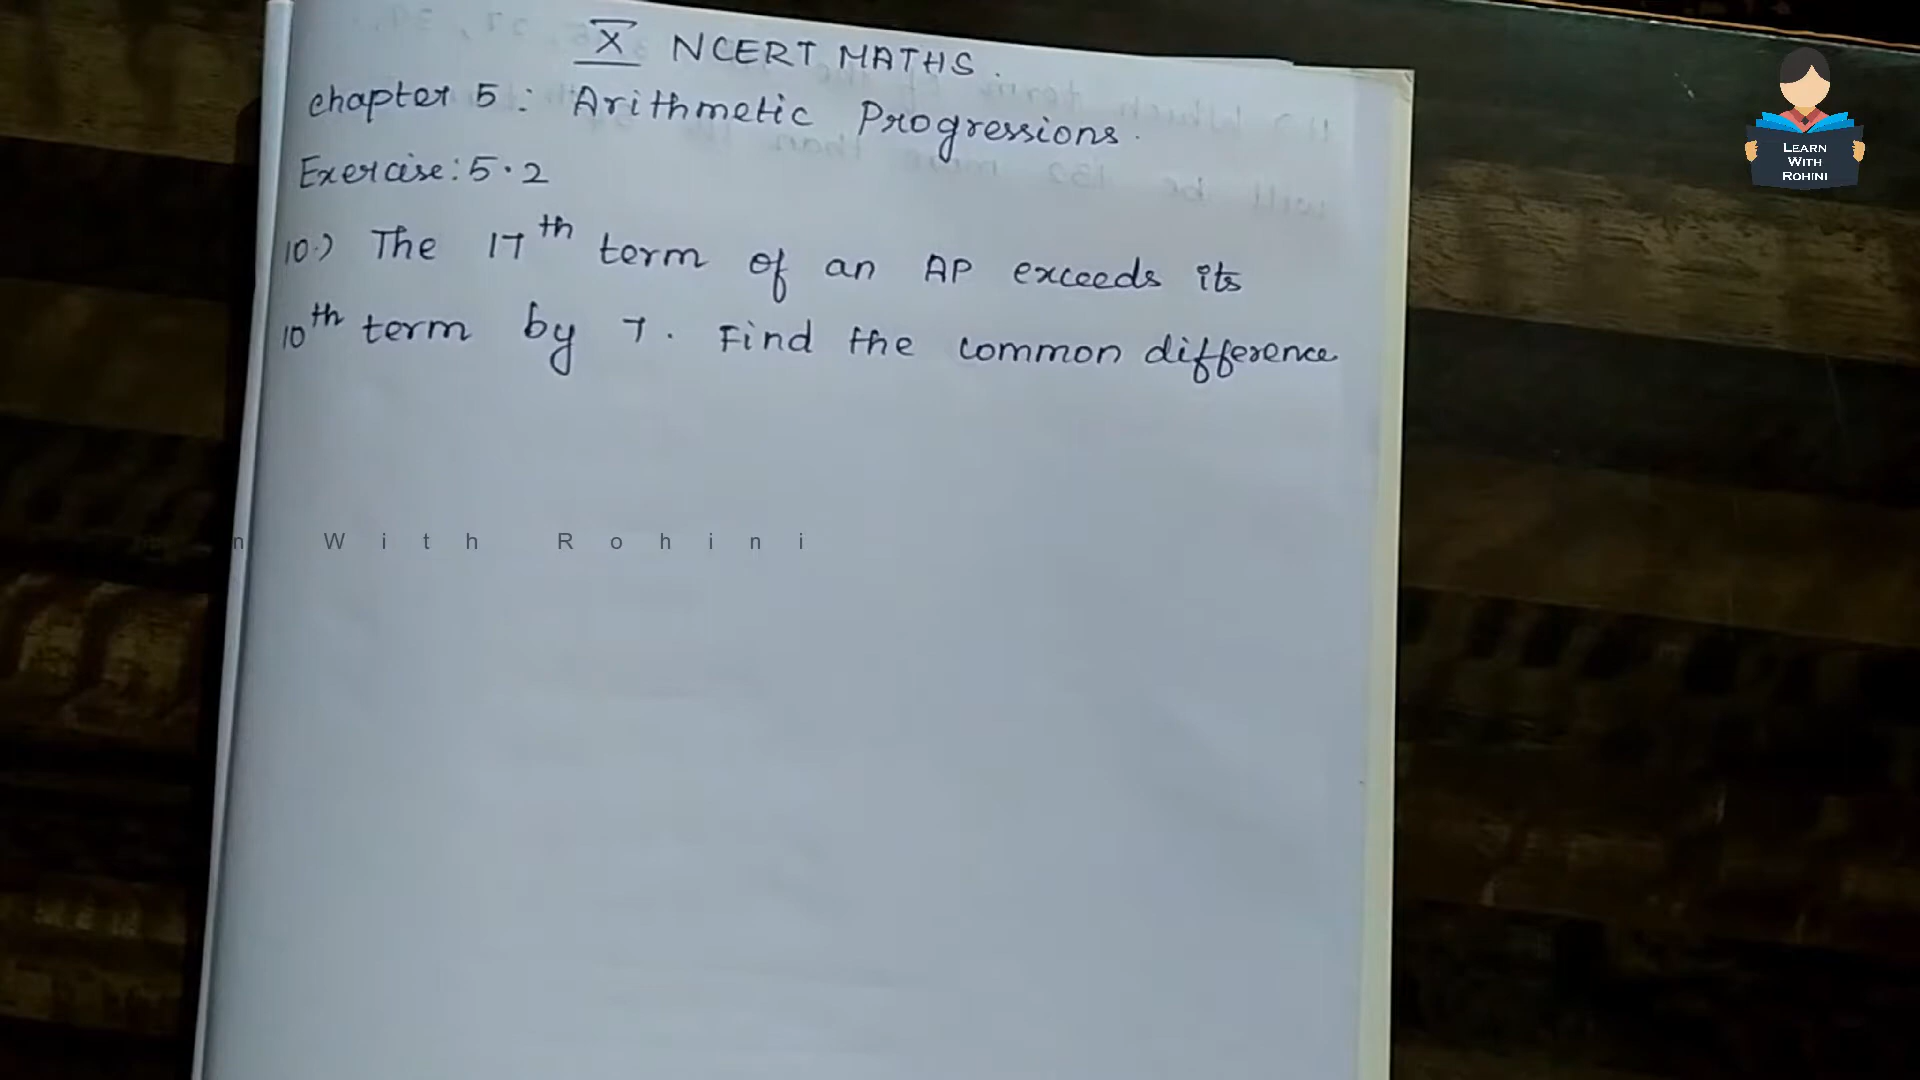 X NCERT MATHS.
chapter 5: Arithmetic Progressions.
Exercise: 5.2
10.) The 17th term of an AP exceeds its
10th term by 7. Find the common difference
n With Rohini
LEARN
WITH
ROHINI